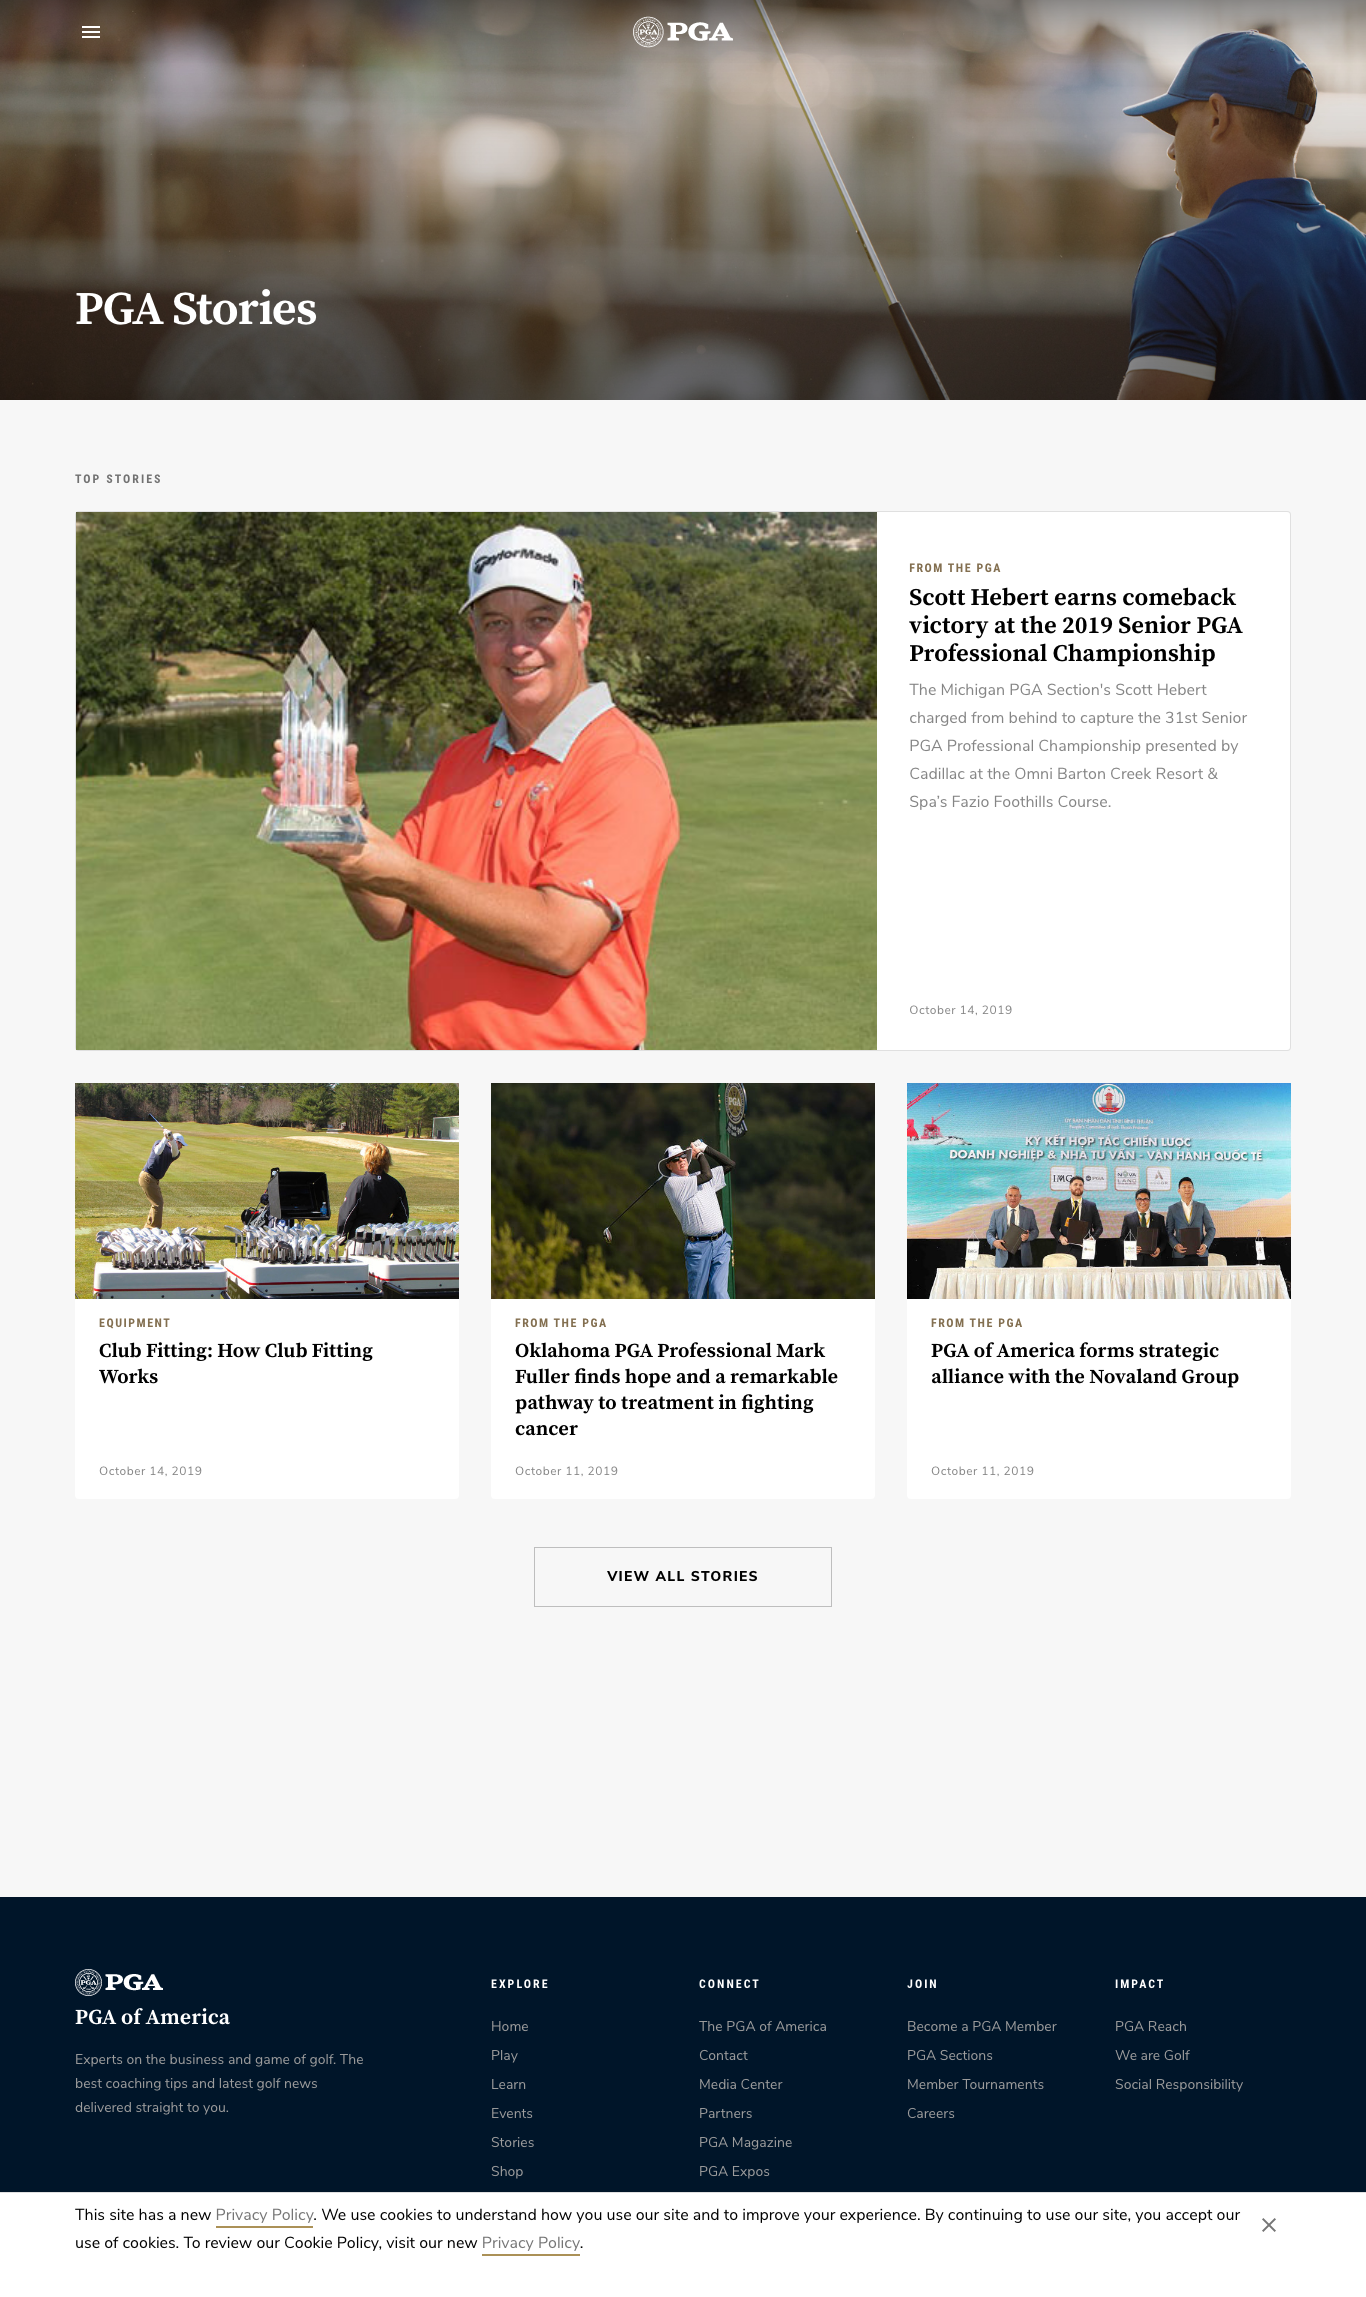 PGA
PGA Stories
TOP STORIES
TaylorMade
PGA
FROM THE PGA
Scott Hebert earns comeback
victory at the 2019 Senior PGA
Professional Championship
The Michigan PGA Section's Scott Hebert
charged from behind to capture the 31st Senior
PGA Professional Championship presented by
Cadillac at the Omni Barton Creek Resort &
Spa's Fazio Foothills Course.
October 14, 2019
EQUIPMENT
Club Fitting: How Club Fitting
Works
October 14, 2019
PGA
FROM THE PGA
Oklahoma PGA Professional Mark
Fuller finds hope and a remarkable
pathway to treatment in fighting
cancer
October 11, 2019
KÝ KẾT HỢP TÁC CHIẾN LƯỢC
DOANH NGHIỆP & NHÀ TƯ VẤN - VẬN HÀNH QUỐC TẾ
IMG PGA NOVA
FROM THE PGA
PGA of America forms strategic
alliance with the Novaland Group
October 11, 2019
VIEW ALL STORIES
PGA
PGA of America
Experts on the business and game of golf. The
best coaching tips and latest golf news
delivered straight to you.
EXPLORE
Home
Play
Learn
Events
Stories
Shop
CONNECT
The PGA of America
Contact
Media Center
Partners
PGA Magazine
PGA Expos
JOIN
Become a PGA Member
PGA Sections
Member Tournaments
Careers
IMPACT
PGA Reach
We are Golf
Social Responsibility
This site has a new Privacy Policy. We use cookies to understand how you use our site and to improve your experience. By continuing to use our site, you accept our
use of cookies. To review our Cookie Policy, visit our new Privacy Policy.